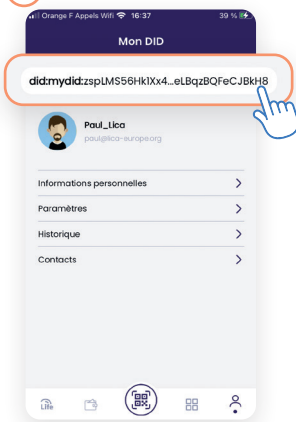 Orange F Appels Wifi 16:37 39 %
Mon DID
did:mydid:zspLMS56Hk1Xx4...eLBqzBQFeCJBkH8
Paul_Lica
paul@lica-europe.org
Informations personnelles
Paramètres
Historique
Contacts
Life